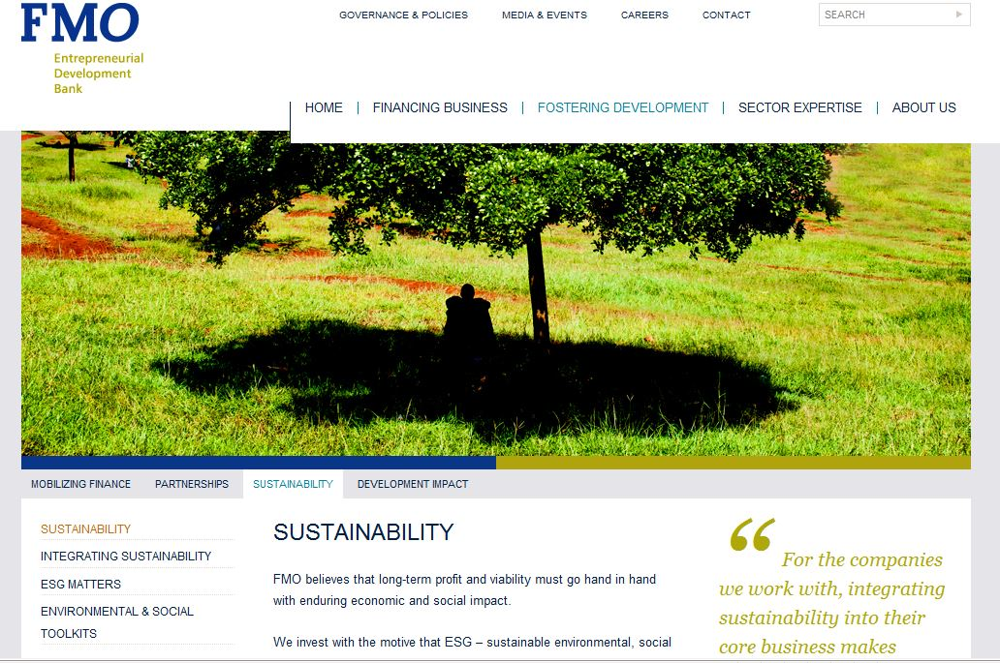 FMO
Entrepreneurial
Development
Bank
GOVERNANCE & POLICIES MEDIA & EVENTS CAREERS CONTACT
SEARCH
HOME FINANCING BUSINESS FOSTERING DEVELOPMENT SECTOR EXPERTISE ABOUT US
MOBILIZING FINANCE PARTNERSHIPS SUSTAINABILITY DEVELOPMENT IMPACT
SUSTAINABILITY
INTEGRATING SUSTAINABILITY
ESG MATTERS
ENVIRONMENTAL & SOCIAL
TOOLKITS
SUSTAINABILITY
FMO believes that long-term profit and viability must go hand in hand
with enduring economic and social impact.
We invest with the motive that ESG – sustainable environmental, social
“ For the companies
we work with, integrating
sustainability into their
core business makes